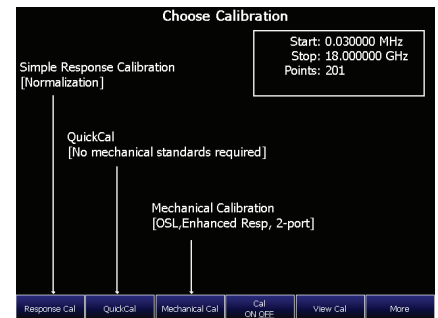 Choose Calibration
Start: 0.030000 MHz
Stop: 18.000000 GHz
Points: 201
Simple Response Calibration
[Normalization]
QuickCal
[No mechanical standards required]
Mechanical Calibration
[OSL,Enhanced Resp, 2-port]
Response Cal
QuickCal
Mechanical Cal
Cal
ON OFF
View Cal
More